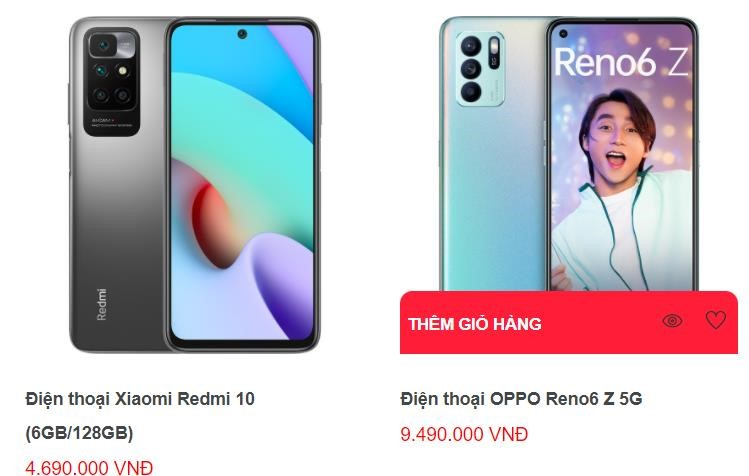 Reno6 Z
Redmi
THÊM GIỎ HÀNG
Điện thoại Xiaomi Redmi 10
(6GB/128GB)
4.690.000 VNĐ
Điện thoại OPPO Reno6 Z 5G
9.490.000 VNĐ